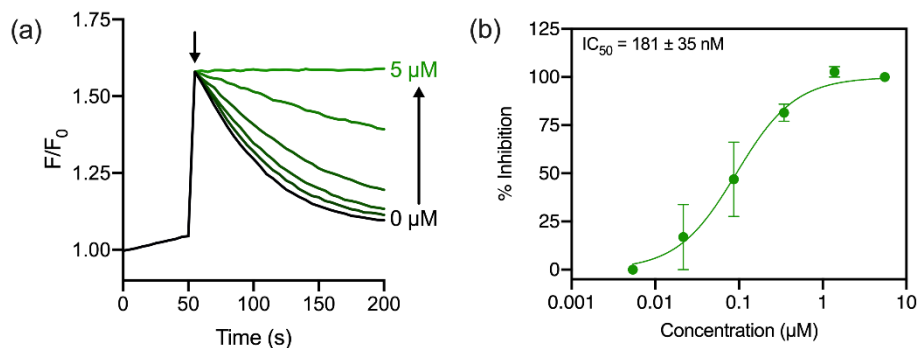 (a)
1.75
1.50
1.25
1.00
F/F0
0
50
100
150
200
Time (s)
5 µM
0 µM
(b)
IC50 = 181 ± 35 nM
125
100
75
50
25
0
% Inhibition
0.001
0.01
0.1
1
10
Concentration (µM)